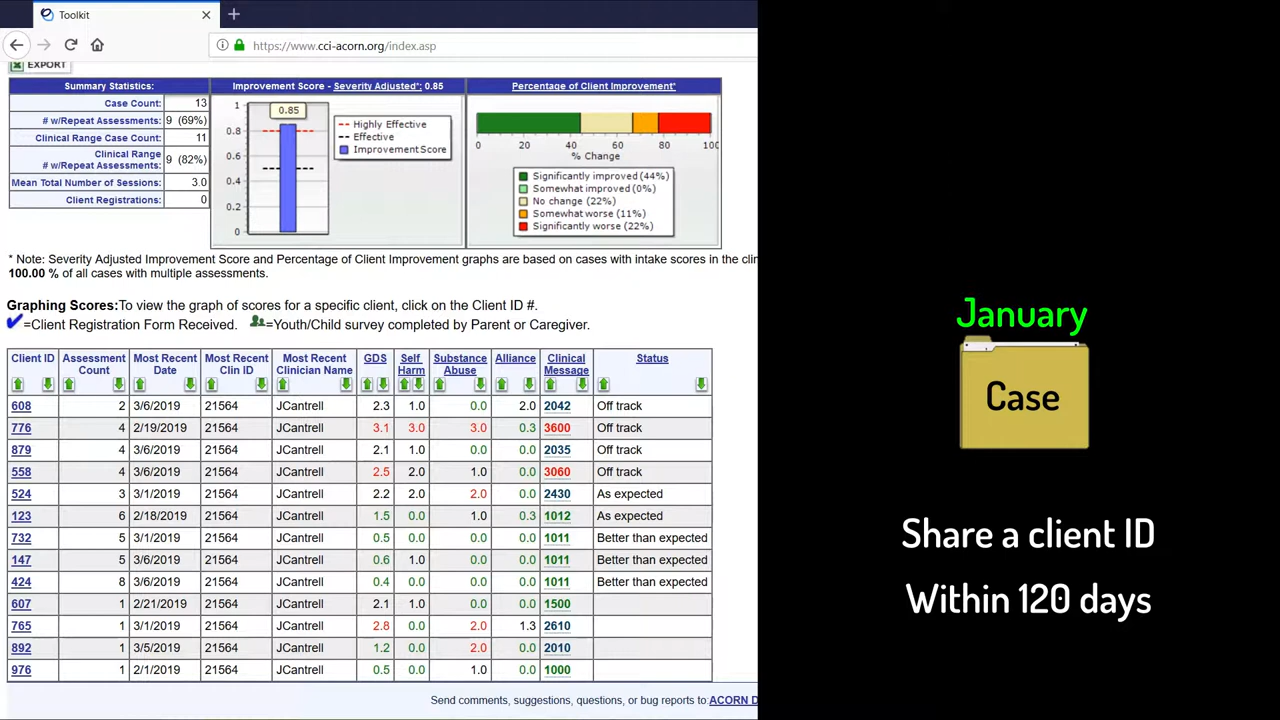 Toolkit
https://www.cci-acorn.org/index.asp
EXPORT
Summary Statistics:
Case Count: 13
# w/Repeat Assessments: 9 (69%)
Clinical Range Case Count: 11
Clinical Range
# w/Repeat Assessments: 9 (82%)
Mean Total Number of Sessions: 3.0
Client Registrations: 0
Improvement Score - Severity Adjusted*: 0.85
1
0.8
0.6
0.4
0.2
0
0.85
Highly Effective
Effective
Improvement Score
Percentage of Client Improvement*
0 20 40 60 80 100
% Change
Significantly improved (44%)
Somewhat improved (0%)
No change (22%)
Somewhat worse (11%)
Significantly worse (22%)
* Note: Severity Adjusted Improvement Score and Percentage of Client Improvement graphs are based on cases with intake scores in the
100.00 % of all cases with multiple assessments.
Graphing Scores:To view the graph of scores for a specific client, click on the Client ID #.
=Client Registration Form Received. =Youth/Child survey completed by Parent or Caregiver.
Client ID Assessment Count Most Recent Date Most Recent Clin ID Most Recent Clinician Name GDS Self Harm Substance Abuse Alliance Clinical Message Status
608 2 3/6/2019 21564 JCantrell 2.3 1.0 0.0 2.0 2042 Off track
776 4 2/19/2019 21564 JCantrell 3.1 3.0 3.0 0.3 3600 Off track
879 4 3/6/2019 21564 JCantrell 2.1 1.0 0.0 0.0 2035 Off track
558 4 3/6/2019 21564 JCantrell 2.5 2.0 1.0 0.0 3060 Off track
524 3 3/1/2019 21564 JCantrell 2.2 2.0 2.0 0.0 2430 As expected
123 6 2/18/2019 21564 JCantrell 1.5 0.0 1.0 0.3 1012 As expected
732 5 3/1/2019 21564 JCantrell 0.5 0.0 0.0 0.0 1011 Better than expected
147 5 3/6/2019 21564 JCantrell 0.6 1.0 0.0 0.0 1011 Better than expected
424 8 3/6/2019 21564 JCantrell 0.4 0.0 0.0 0.0 1011 Better than expected
607 1 2/21/2019 21564 JCantrell 2.1 1.0 0.0 0.0 1500
765 1 3/1/2019 21564 JCantrell 2.8 0.0 2.0 1.3 2610
892 1 3/5/2019 21564 JCantrell 1.2 0.0 2.0 0.0 2010
976 1 2/1/2019 21564 JCantrell 0.5 0.0 1.0 0.0 1000
Send comments, suggestions, questions, or bug reports to ACORN D
January
Case
Share a client ID
Within 120 days